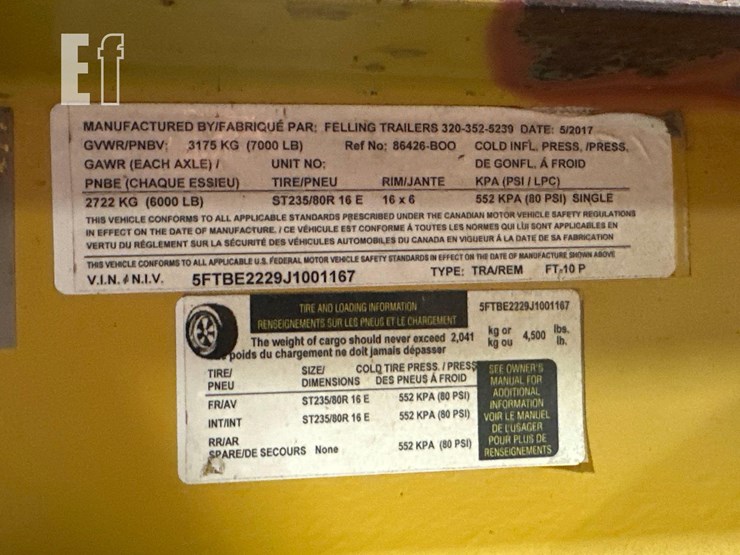 Ef
MANUFACTURED BY/FABRIQUÉ PAR: FELLING TRAILERS 320-352-5239 DATE: 5/2017
GVWR/PNBV: 3175 KG (7000 LB) Ref No: 86426-BOO COLD INFL. PRESS. /PRESS.
GAWR (EACH AXLE) / UNIT NO: DE GONFL. Á FROID
PNBE (CHAQUE ESSIEU) TIRE/PNEU RIM/JANTE KPA (PSI / LPC)
2722 KG (6000 LB) ST235/80R 16 E 16 x 6 552 KPA (80 PSI) SINGLE
THIS VEHICLE CONFORMS TO ALL APPLICABLE STANDARDS PRESCRIBED UNDER THE CANADIAN MOTOR VEHICLE SAFETY REGULATIONS
IN EFFECT ON THE DATE OF MANUFACTURE. / CE VÉHICULE EST CONFORME Á TOUTES LES NORMES QUI LUI SONT APPLICABLES EN
VERTU DU RÉGLEMENT SUR LA SÉCURITÉ DES VÉHICULES AUTOMOBILES DU CANADA EN VIGUEUR Á LA DATE DE SA FABRICATION
THIS VEHICLE CONFORMS TO ALL APPLICABLE U.S. FEDERAL MOTOR VEHICLE SAFETY STANDARDS IN EFFECT ON THE DATE OF MANUFACTURE SHOWN ABOVE
V.I.N. / N.I.V. 5FTBE2229J1001167 TYPE: TRA/REM FT-10 P
TIRE AND LOADING INFORMATION 5FTBE2229J1001167
RENSEIGNEMENTS SUR LES PNEUS ET LE CHARGEMENT
The weight of cargo should never exceed 2,041 kg or 4,500 lbs.
poids du chargement ne doit jamais dépasser kg ou lb.
TIRE/ SIZE/ COLD TIRE PRESS. / PRESS
PNEU DIMENSIONS DES PNEUS Á FROID
FR/AV ST235/80R 16 E 552 KPA (80 PSI)
INT/INT ST235/80R 16 E 552 KPA (80 PSI)
RR/AR
SPARE/DE SECOURS None 552 KPA (80 PSI)
SEE OWNER'S
MANUAL FOR
ADDITIONAL
INFORMATION
VOIR LE MANUEL
DE L'USAGER
POUR PLUS DE
RENSEIGNEMENTS